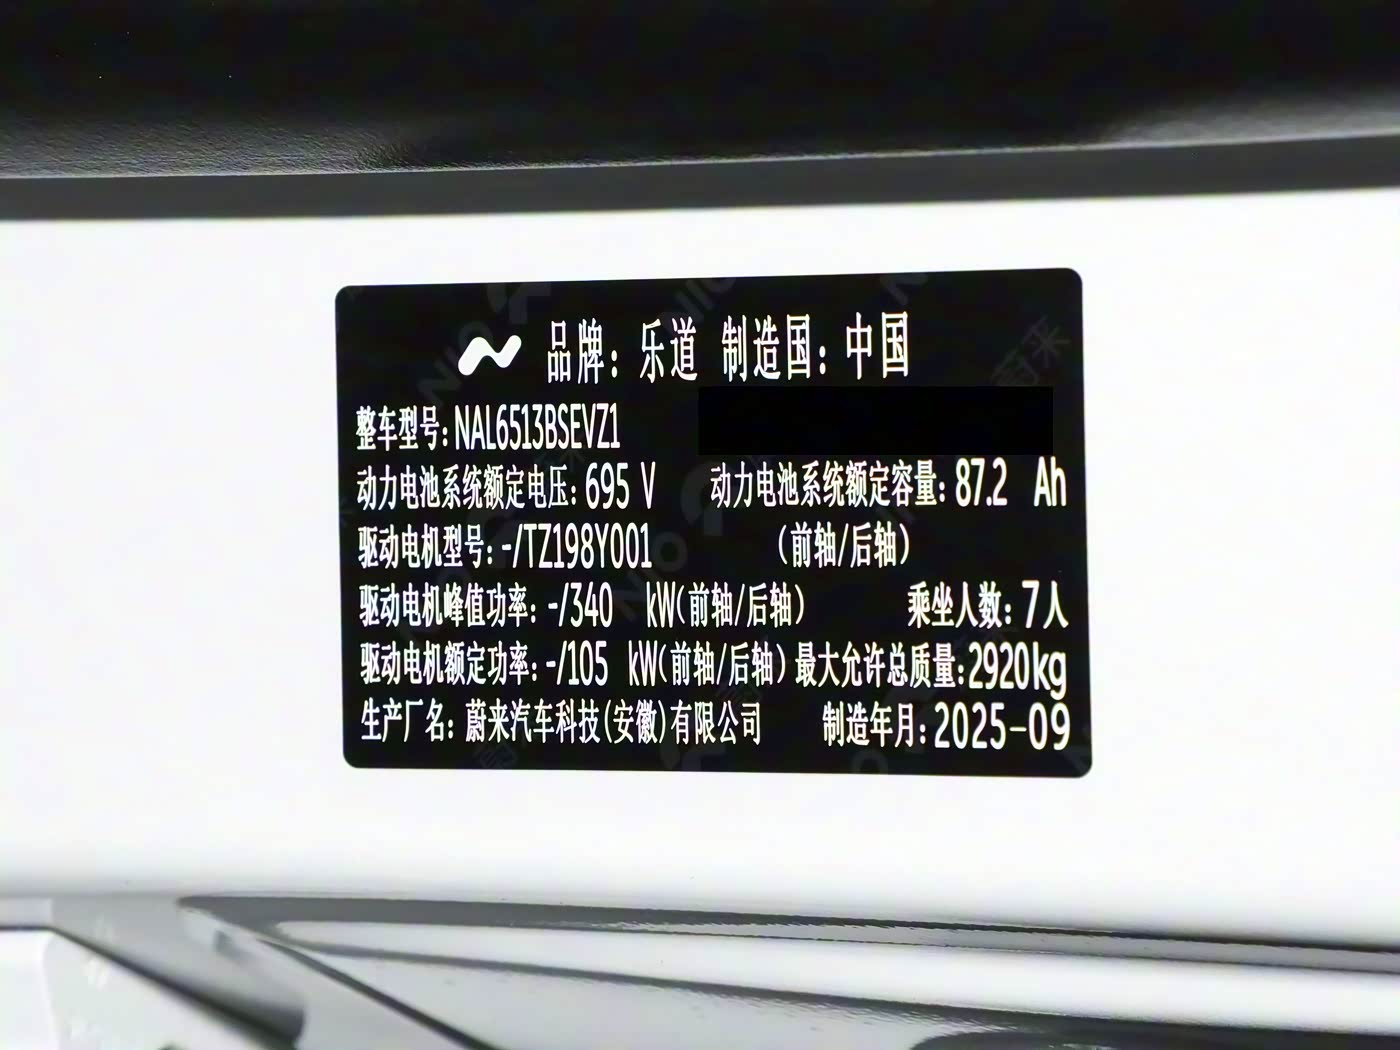 品牌：乐道 制造国：中国
整车型号：NAL6513BSEVZ1
动力电池系统额定电压：695 V 动力电池系统额定容量：87.2 Ah
驱动电机型号：-/TZ198Y001 （前轴/后轴）
驱动电机峰值功率：-/340 kW（前轴/后轴） 乘坐人数：7人
驱动电机额定功率：-/105 kW（前轴/后轴）最大允许总质量：2920kg
生产厂名：蔚来汽车科技（安徽）有限公司 制造年月：2025-09